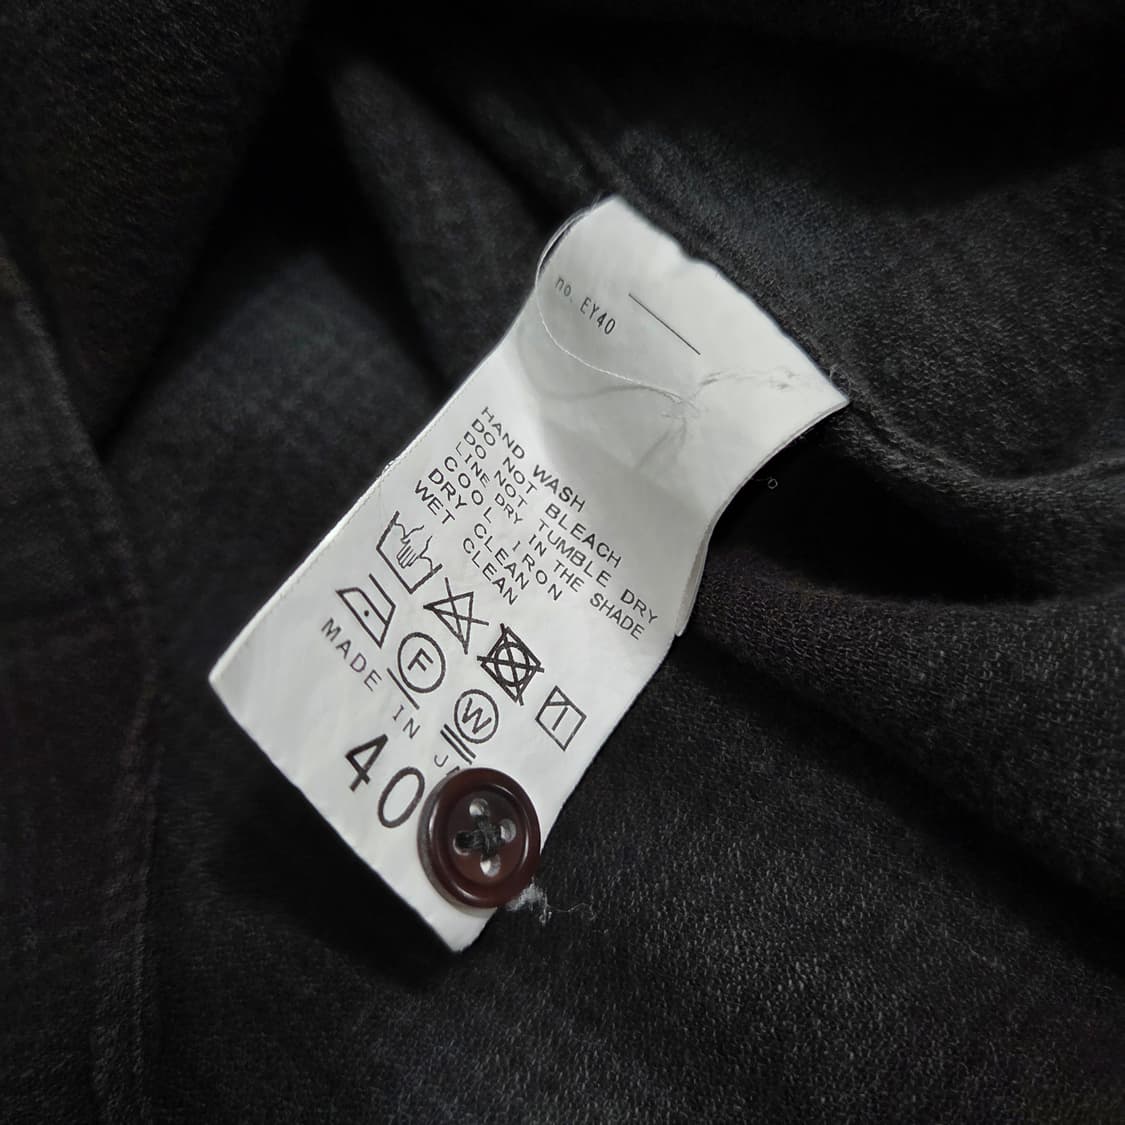 no. EY40
HAND WASH
DO NOT BLEACH
DO NOT TUMBLE DRY
LINE DRY IN THE SHADE
COOL IRON
DRY CLEAN
WET CLEAN
F
W
MADE IN
40